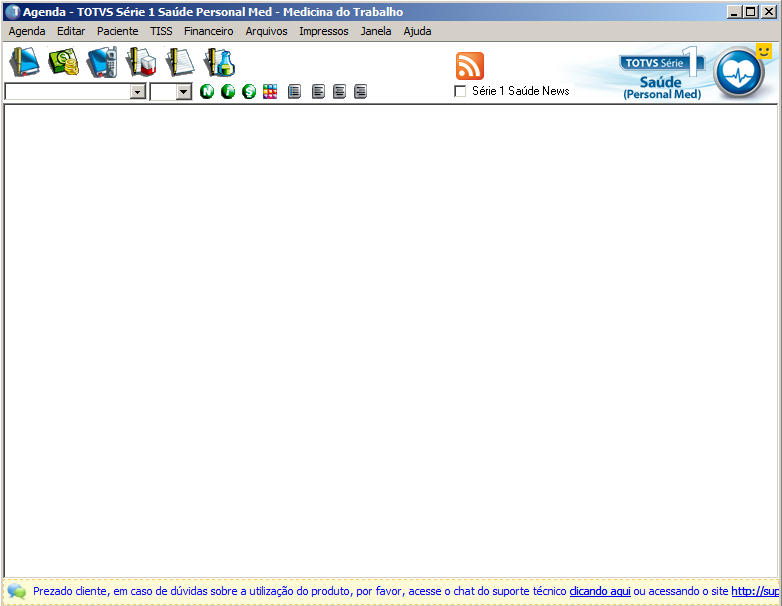 Agenda - TOTVS Série 1 Saúde Personal Med - Medicina do Trabalho
Agenda Editar Paciente TISS Financeiro Arquivos Impressos Janela Ajuda
TOTVS Série 1
Saúde
(Personal Med)
N I S
Série 1 Saúde News
Prezado cliente, em caso de dúvidas sobre a utilização do produto, por favor, acesse o chat do suporte técnico clicando aqui ou acessando o site http://sup